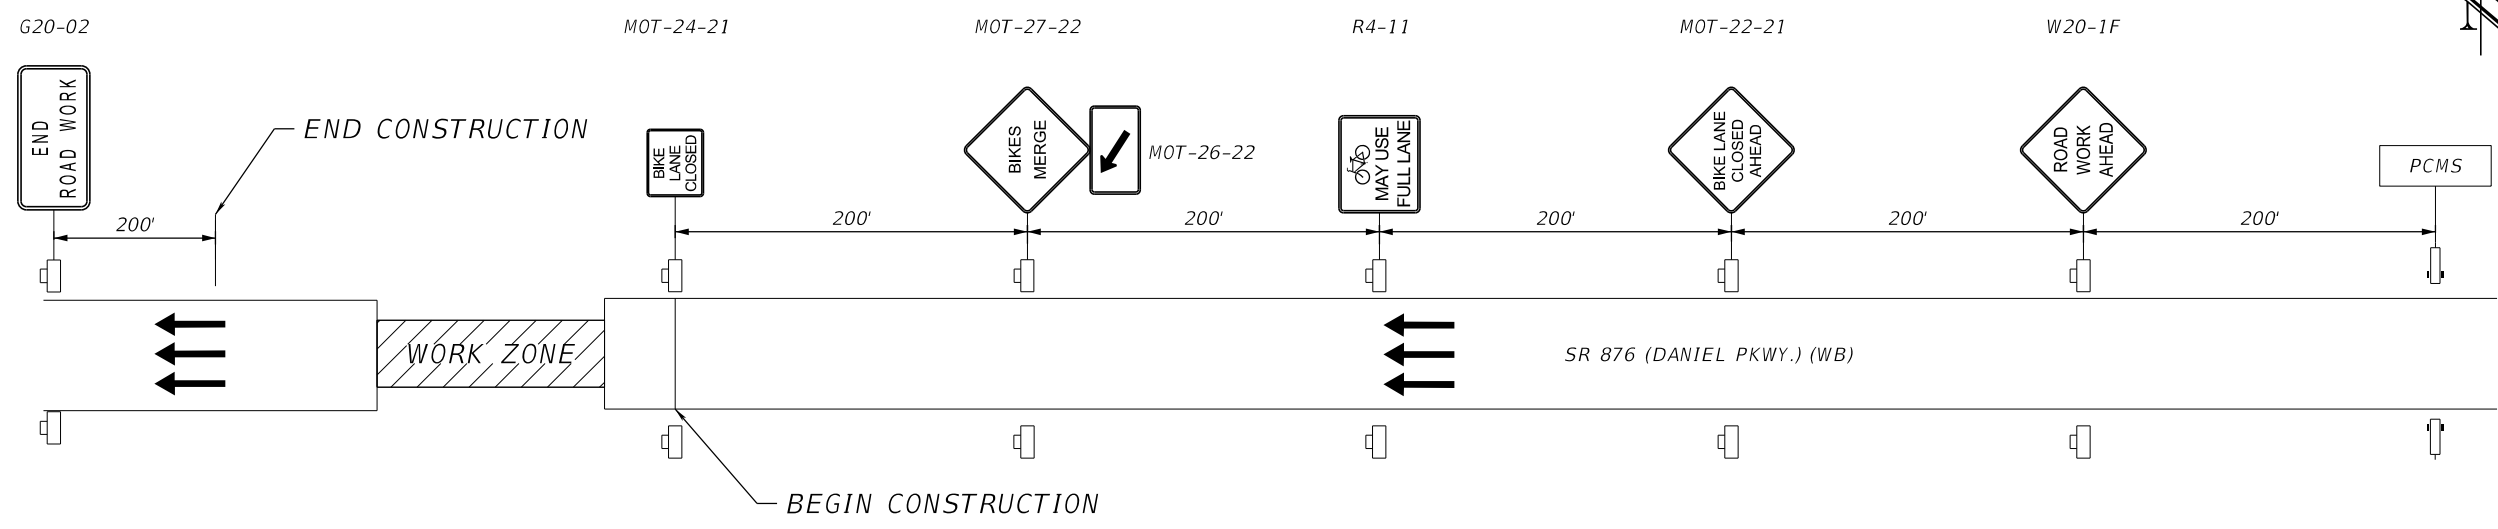 G20-02
MOT-24-21
MOT-27-22
R4-11
MOT-22-21
W20-1F
N
END
ROAD WORK
END CONSTRUCTION
BIKE
LANE
CLOSED
BIKES
MERGE
MOT-26-22
MAY USE
FULL LANE
BIKE LANE
CLOSED
AHEAD
ROAD
WORK
AHEAD
PCMS
200'
200'
200'
200'
200'
200'
WORK ZONE
SR 876 (DANIEL PKWY.) (WB)
BEGIN CONSTRUCTION